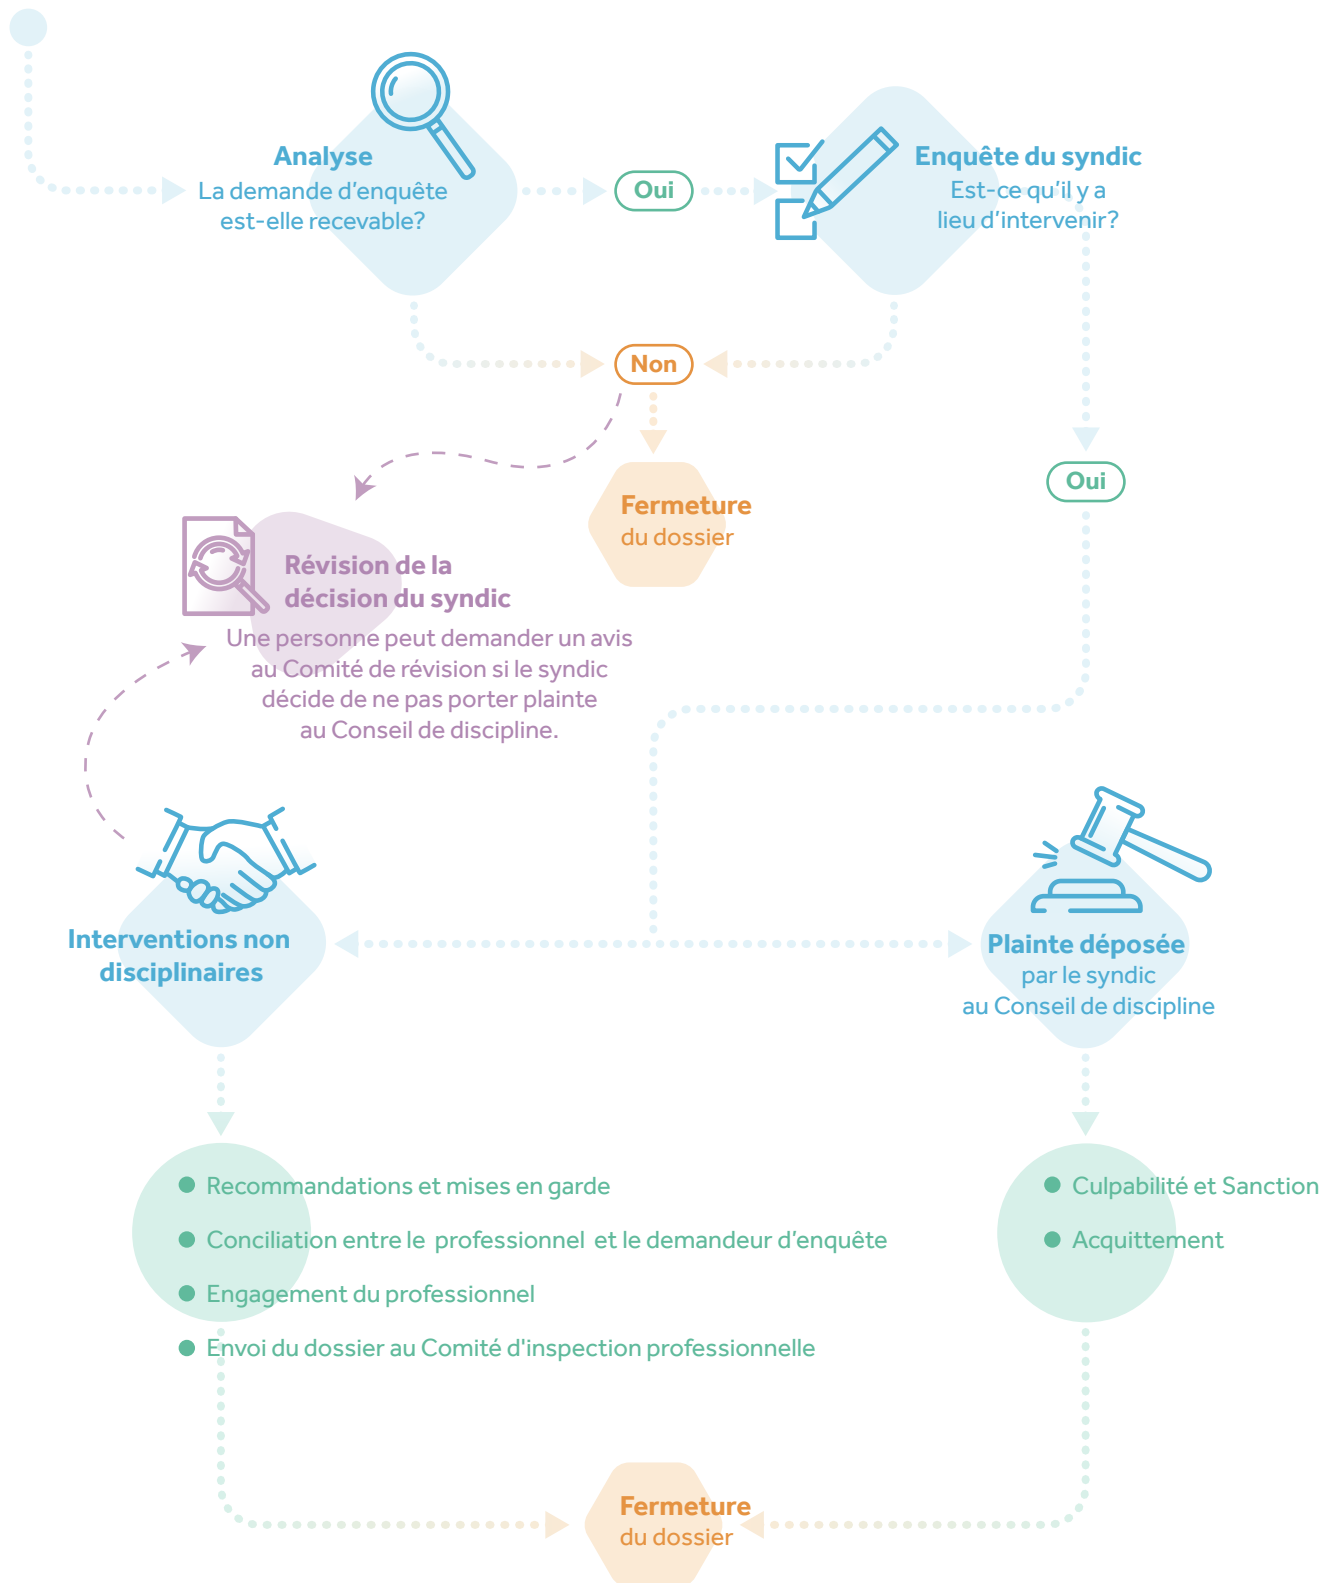 Analyse
La demande d’enquête
est-elle recevable?
Oui
Enquête du syndic
Est-ce qu’il y a
lieu d’intervenir?
Non
Fermeture
du dossier
Oui
Révision de la
décision du syndic
Une personne peut demander un avis
au Comité de révision si le syndic
décide de ne pas porter plainte
au Conseil de discipline.
Interventions non
disciplinaires
Plainte déposée
par le syndic
au Conseil de discipline
Recommandations et mises en garde
Conciliation entre le professionnel et le demandeur d’enquête
Engagement du professionnel
Envoi du dossier au Comité d'inspection professionnelle
Culpabilité et Sanction
Acquittement
Fermeture
du dossier